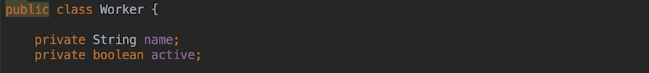 public class Worker {
private String name;
private boolean active;